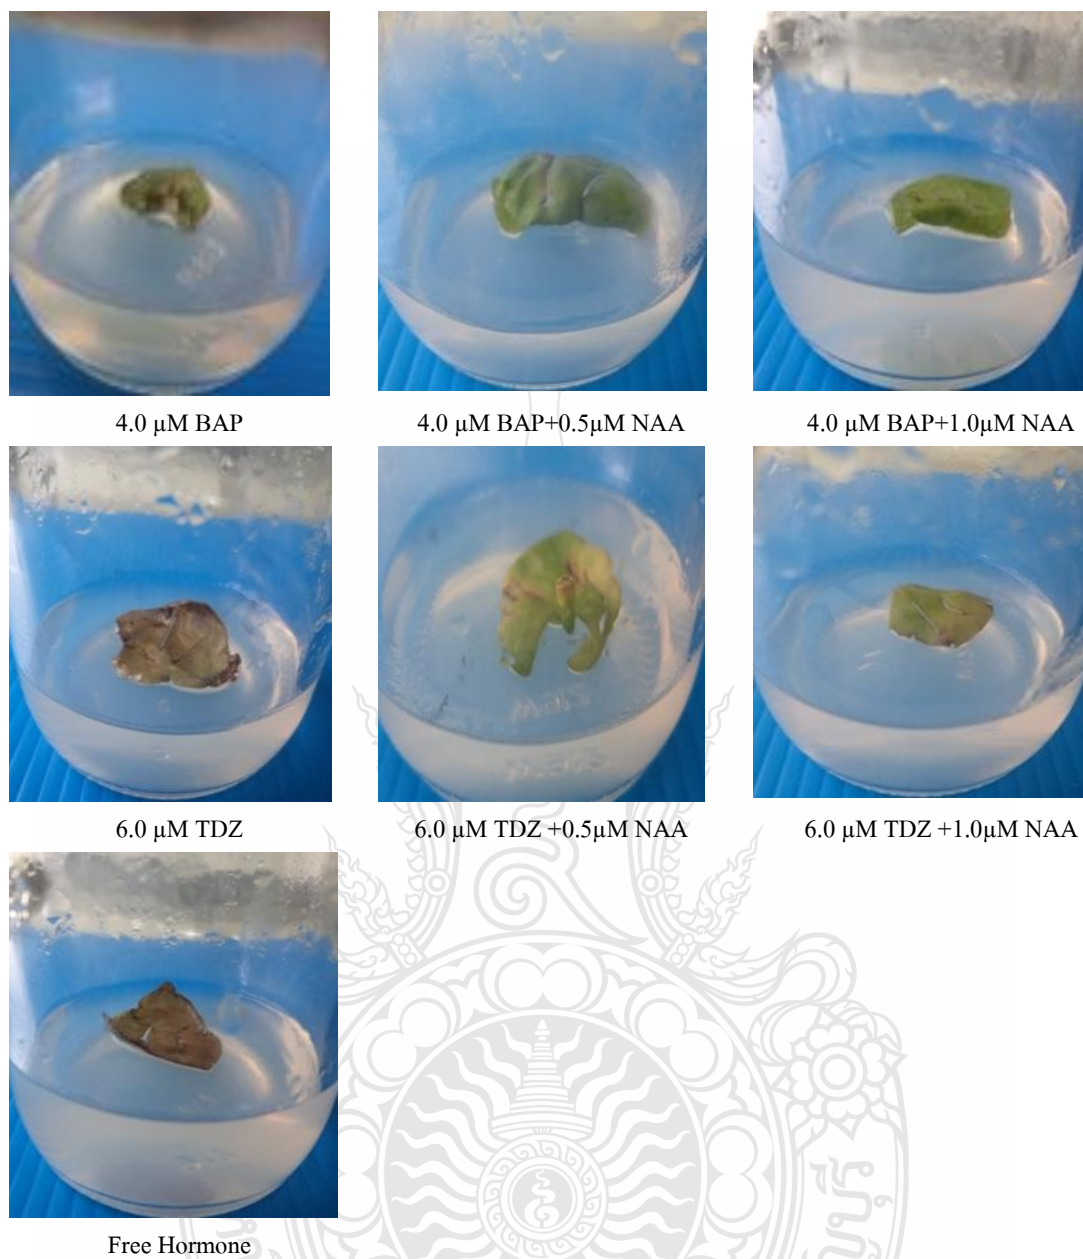 4.0 µM BAP
4.0 µM BAP+0.5µM NAA
4.0 µM BAP+1.0µM NAA
6.0 µM TDZ
6.0 µM TDZ +0.5µM NAA
6.0 µM TDZ +1.0µM NAA
Free Hormone